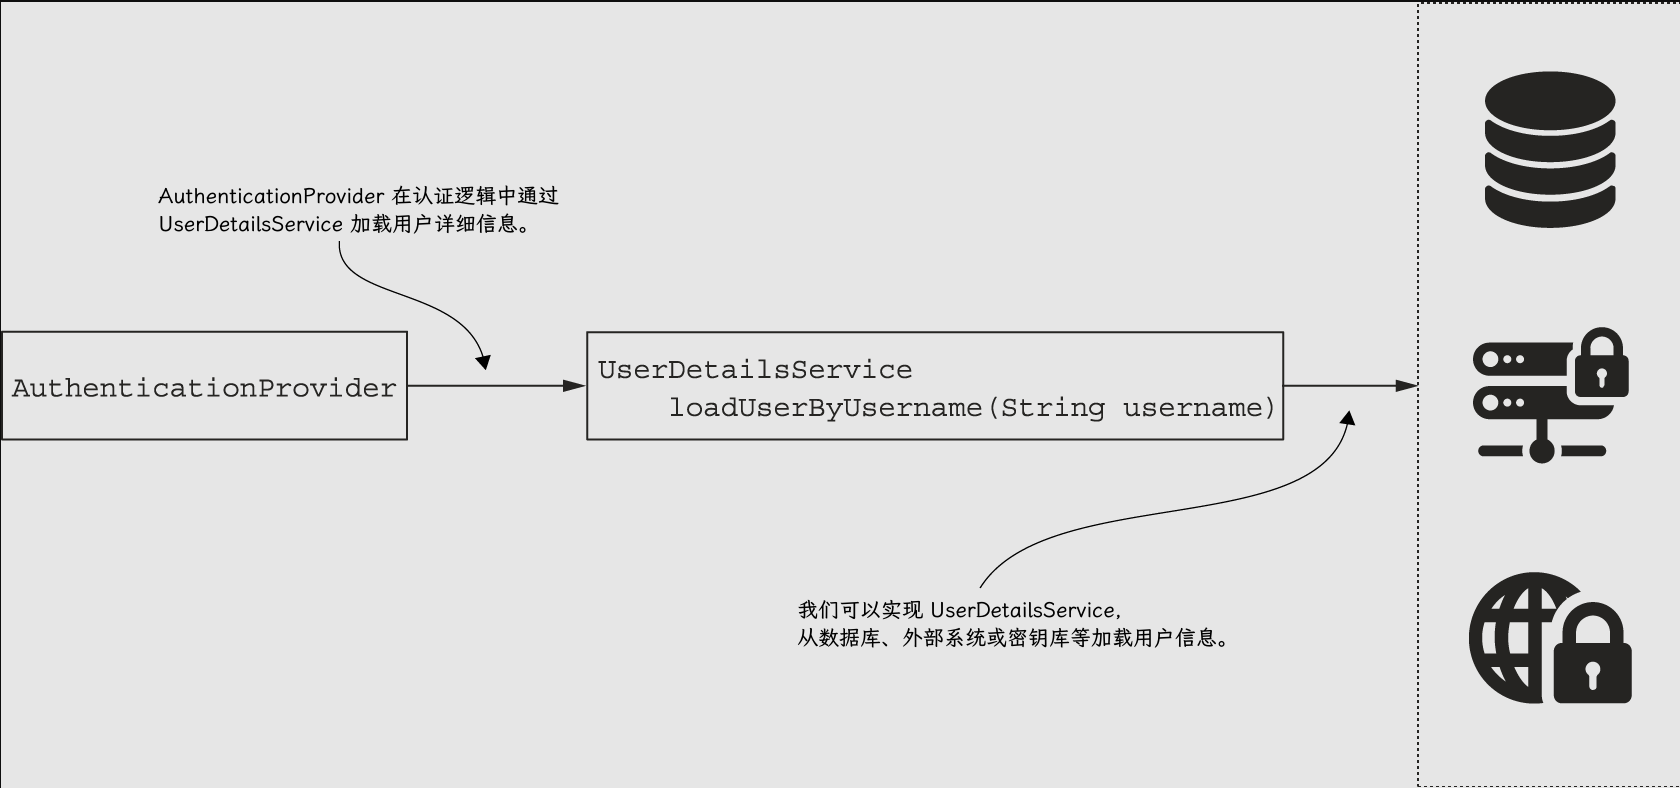 AuthenticationProvider 在认证逻辑中通过
UserDetailsService 加载用户详细信息。
AuthenticationProvider
UserDetailsService
loadUserByUsername(String username)
我们可以实现 UserDetailsService,
从数据库、外部系统或密钥库等加载用户信息。